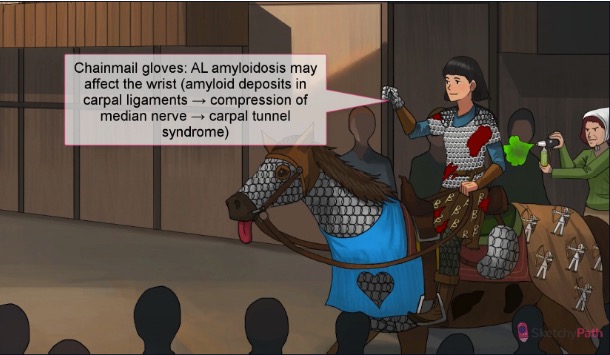 Chainmail gloves: AL amyloidosis may
affect the wrist (amyloid deposits in
carpal ligaments → compression of
median nerve → carpal tunnel
syndrome)
SketchyPath